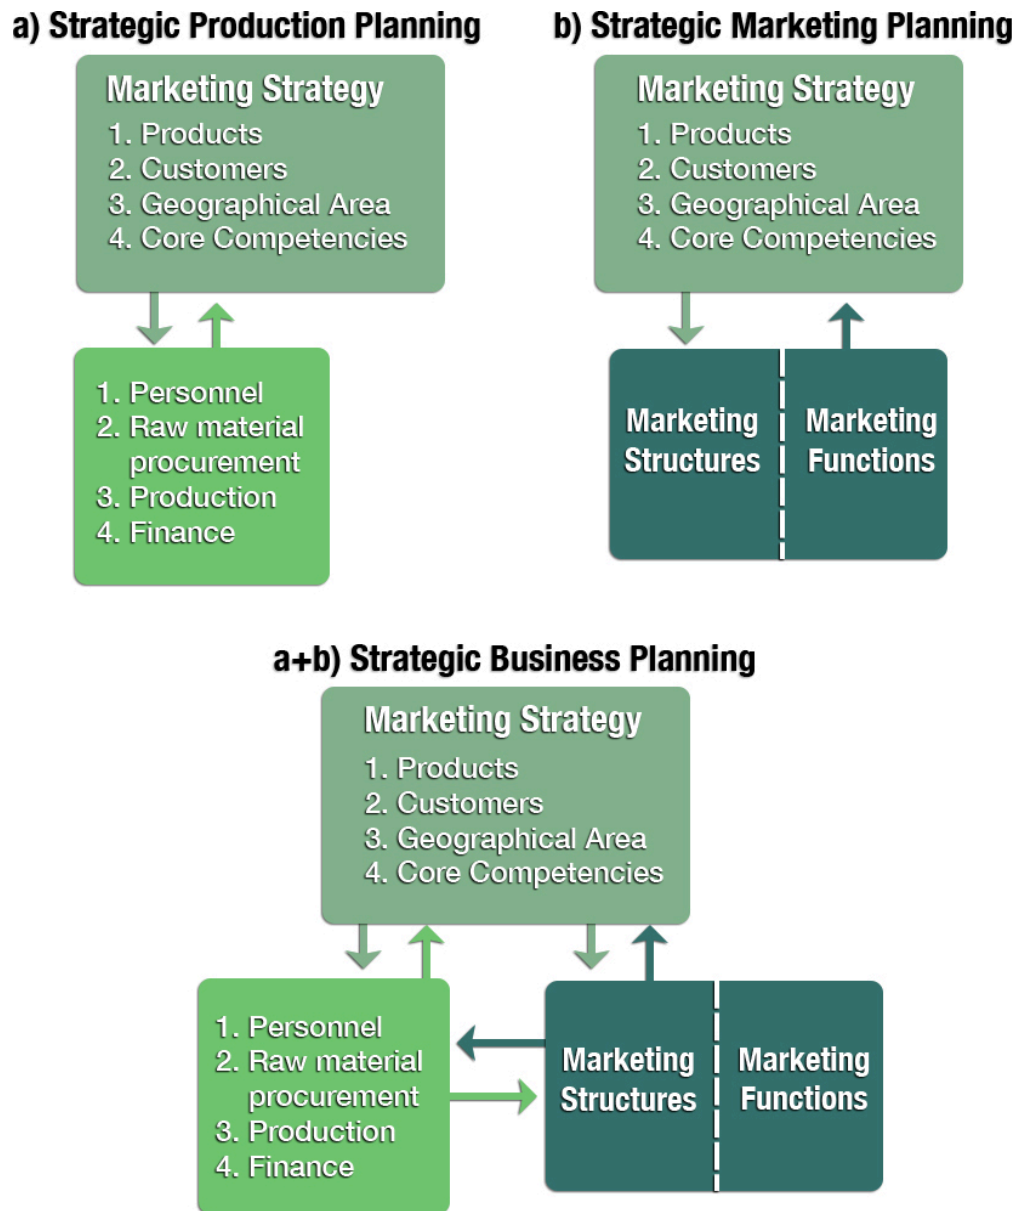 a) Strategic Production Planning
Marketing Strategy
1. Products
2. Customers
3. Geographical Area
4. Core Competencies
1. Personnel
2. Raw material
procurement
3. Production
4. Finance
b) Strategic Marketing Planning
Marketing Strategy
1. Products
2. Customers
3. Geographical Area
4. Core Competencies
Marketing
Structures
Marketing
Functions
a+b) Strategic Business Planning
Marketing Strategy
1. Products
2. Customers
3. Geographical Area
4. Core Competencies
1. Personnel
2. Raw material
procurement
3. Production
4. Finance
Marketing
Structures
Marketing
Functions